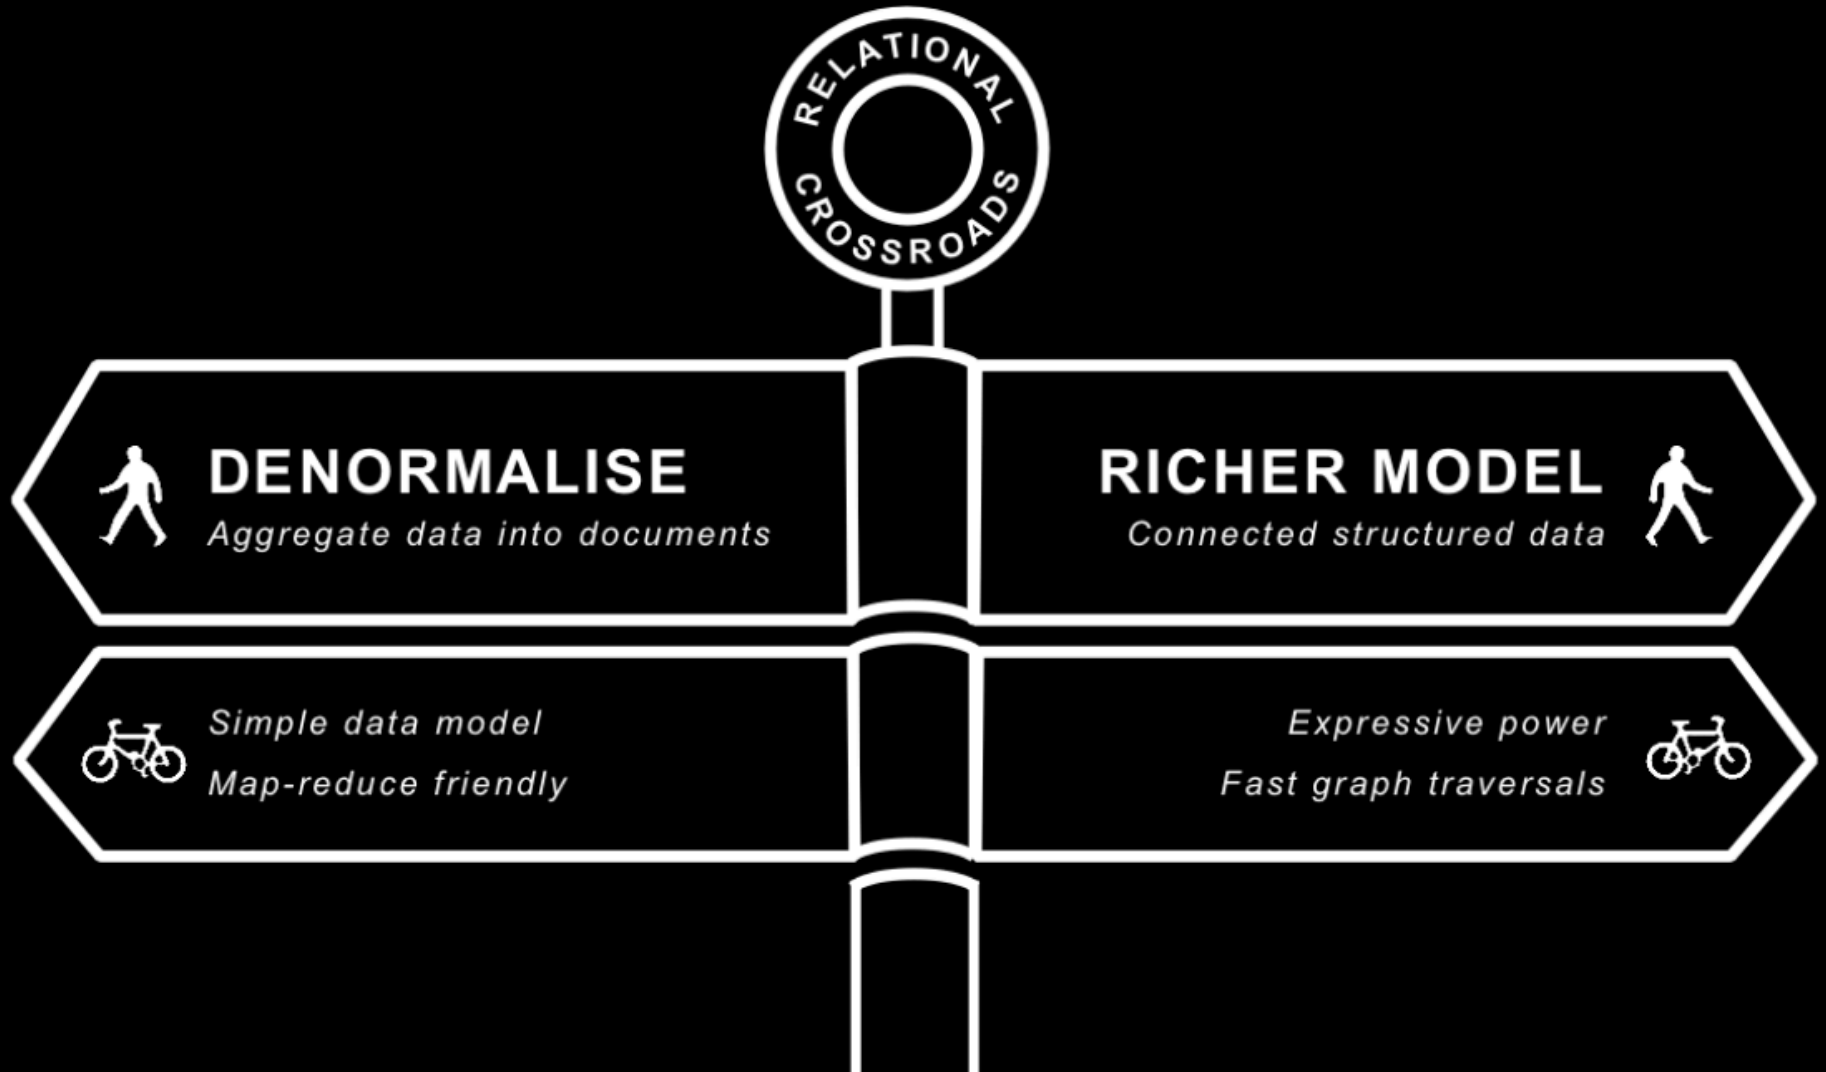 RELATIONAL
CROSSROADS
DENORMALISE
Aggregate data into documents
RICHER MODEL
Connected structured data
Simple data model
Map-reduce friendly
Expressive power
Fast graph traversals